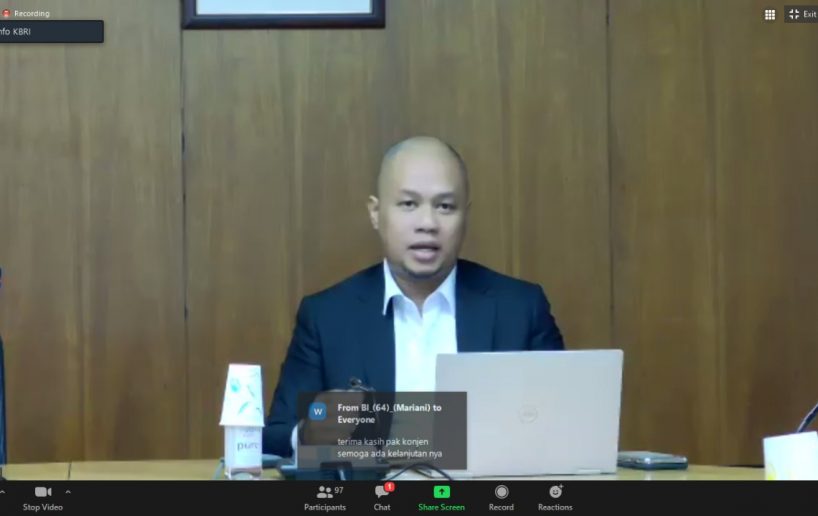 Recording
Exit
nfo KBRI
W
From BI_(64)_(Mariani) to
Everyone
terima kasih pak konjen
semoga ada kelanjutan nya
DELL
97
1
Stop Video
Participants
Chat
Share Screen
Record
Reactions